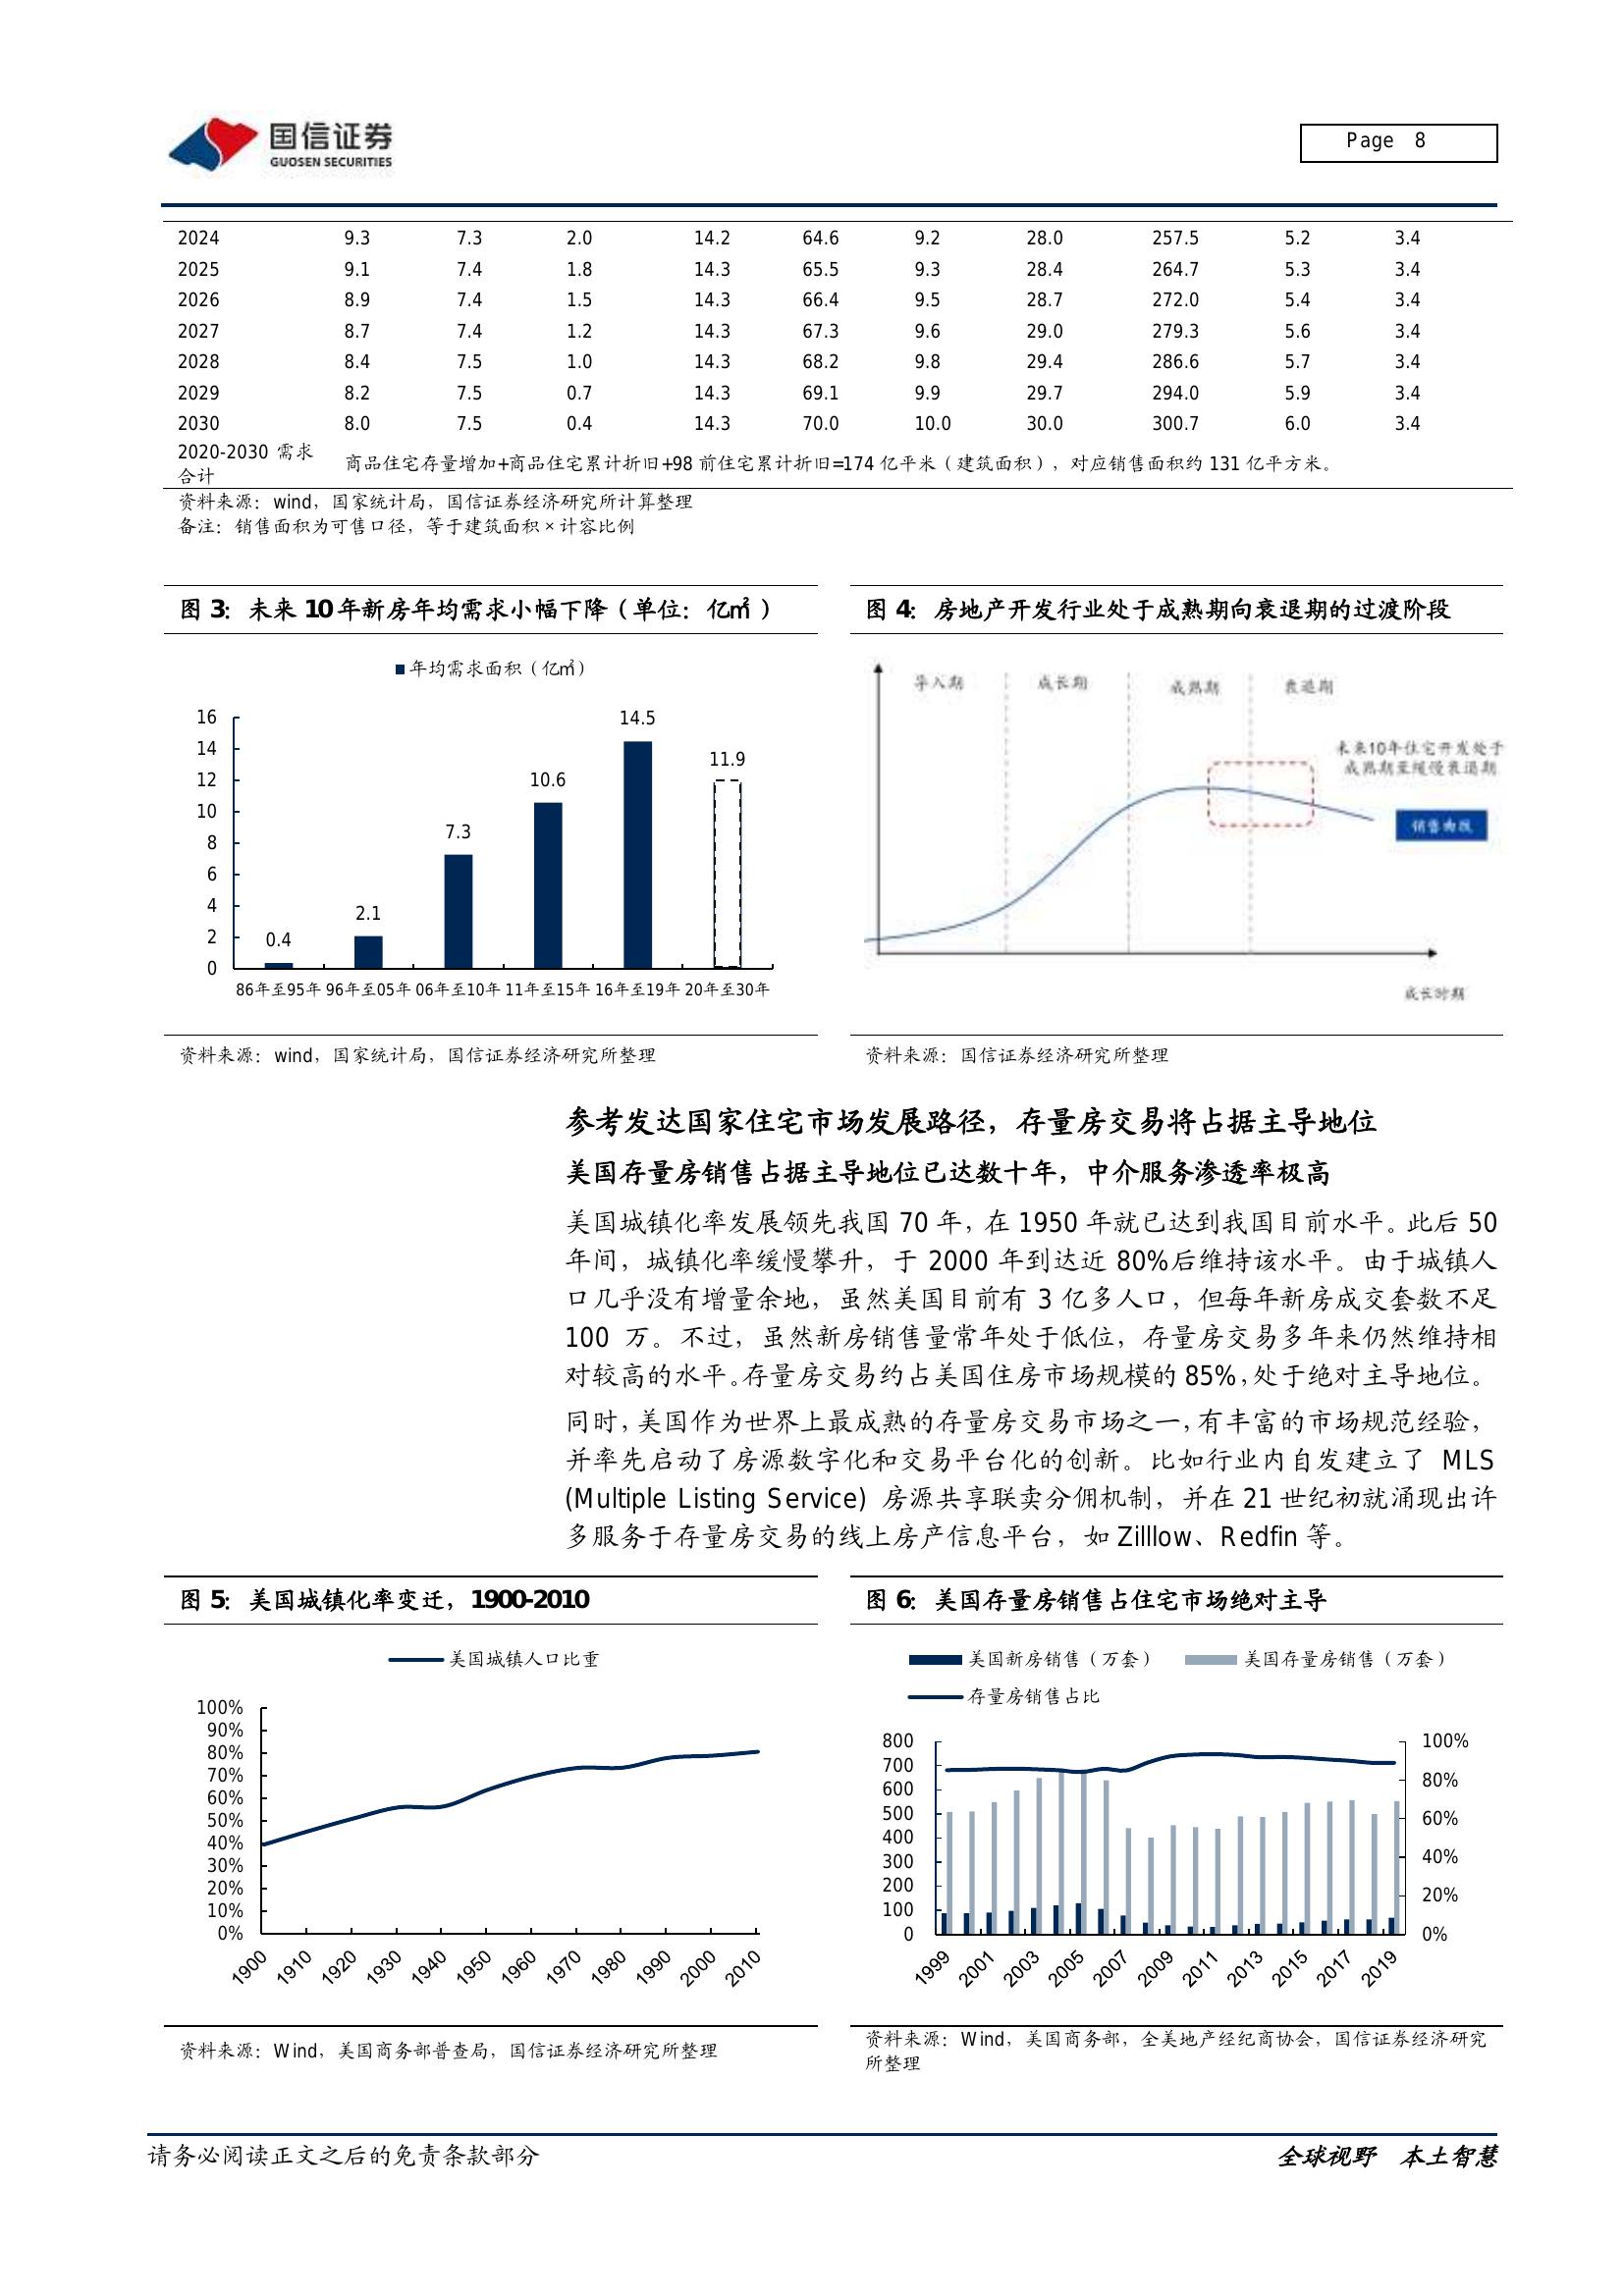 国信证券
GUOSEN SECURITIES
Page 8
2024 9.3 7.3 2.0 14.2 64.6 9.2 28.0 257.5 5.2 3.4
2025 9.1 7.4 1.8 14.3 65.5 9.3 28.4 264.7 5.3 3.4
2026 8.9 7.4 1.5 14.3 66.4 9.5 28.7 272.0 5.4 3.4
2027 8.7 7.4 1.2 14.3 67.3 9.6 29.0 279.3 5.6 3.4
2028 8.4 7.5 1.0 14.3 68.2 9.8 29.4 286.6 5.7 3.4
2029 8.2 7.5 0.7 14.3 69.1 9.9 29.7 294.0 5.9 3.4
2030 8.0 7.5 0.4 14.3 70.0 10.0 30.0 300.7 6.0 3.4
2020-2030 需求
合计
商品住宅存量增加+商品住宅累计折旧+98 前住宅累计折旧=174 亿平米（建筑面积），对应销售面积约 131 亿平方米。
资料来源：wind，国家统计局，国信证券经济研究所计算整理
备注：销售面积为可售口径，等于建筑面积×计容比例
图 3：未来 10 年新房年均需求小幅下降（单位：亿㎡）
年均需求面积（亿㎡）
16
14
12
10
8
6
4
2
0
0.4
2.1
7.3
10.6
14.5
11.9
86年至95年 96年至05年 06年至10年 11年至15年 16年至19年 20年至30年
资料来源：wind，国家统计局，国信证券经济研究所整理
图 4：房地产开发行业处于成熟期向衰退期的过渡阶段
导入期 成长期 成熟期 衰退期
未来10年住宅开发处于
成熟期至缓慢衰退期
销售曲线
成长时期
资料来源：国信证券经济研究所整理
参考发达国家住宅市场发展路径，存量房交易将占据主导地位
美国存量房销售占据主导地位已达数十年，中介服务渗透率极高
美国城镇化率发展领先我国 70 年，在 1950 年就已达到我国目前水平。此后 50
年间，城镇化率缓慢攀升，于 2000 年到达近 80%后维持该水平。由于城镇人
口几乎没有增量余地，虽然美国目前有 3 亿多人口，但每年新房成交套数不足
100 万。不过，虽然新房销售量常年处于低位，存量房交易多年来仍然维持相
对较高的水平。存量房交易约占美国住房市场规模的 85%，处于绝对主导地位。
同时，美国作为世界上最成熟的存量房交易市场之一，有丰富的市场规范经验，
并率先启动了房源数字化和交易平台化的创新。比如行业内自发建立了 MLS
(Multiple Listing Service) 房源共享联卖分佣机制，并在 21 世纪初就涌现出许
多服务于存量房交易的线上房产信息平台，如 Zilllow、Redfin 等。
图 5：美国城镇化率变迁，1900-2010
美国城镇人口比重
100%
90%
80%
70%
60%
50%
40%
30%
20%
10%
0%
1900 1910 1920 1930 1940 1950 1960 1970 1980 1990 2000 2010
资料来源：Wind，美国商务部普查局，国信证券经济研究所整理
图 6：美国存量房销售占住宅市场绝对主导
美国新房销售（万套） 美国存量房销售（万套）
存量房销售占比
800
700
600
500
400
300
200
100
0
100%
80%
60%
40%
20%
0%
1999 2001 2003 2005 2007 2009 2011 2013 2015 2017 2019
资料来源：Wind，美国商务部，全美地产经纪商协会，国信证券经济研究
所整理
请务必阅读正文之后的免责条款部分
全球视野 本土智慧